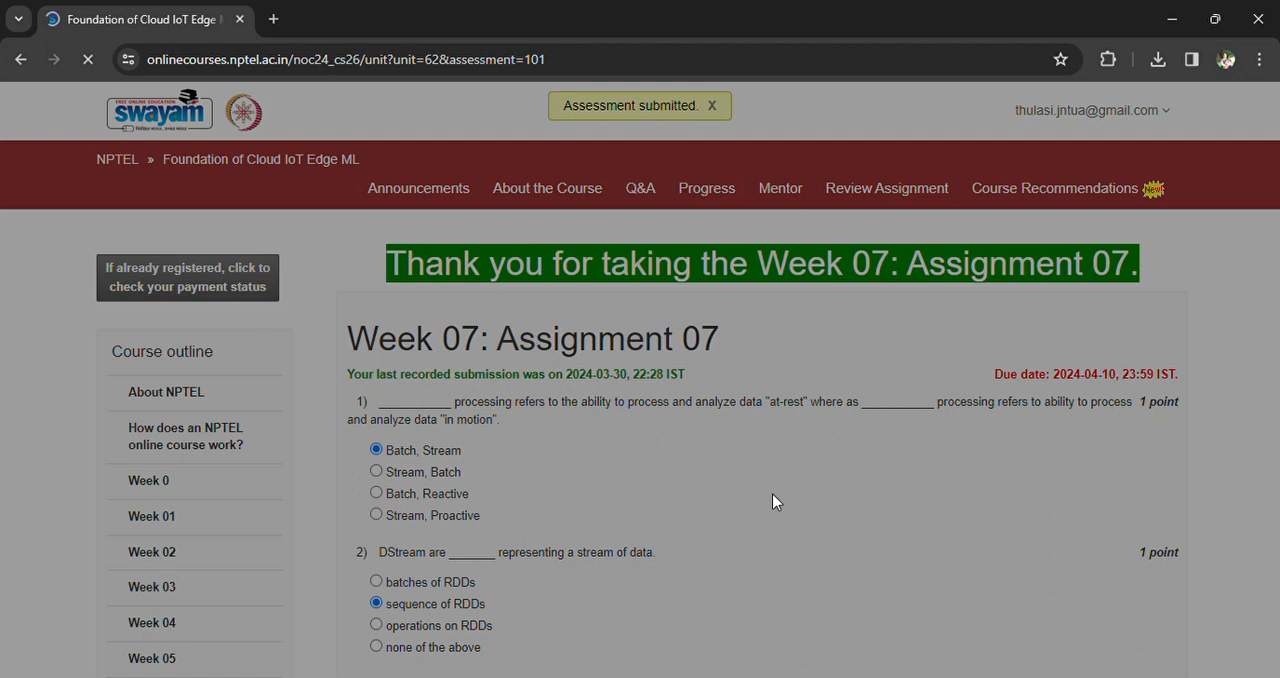 Foundation of Cloud IoT Edge
onlinecourses.nptel.ac.in/noc24_cs26/unit?unit=62&assessment=101
FREE ONLINE EDUCATION
swayam
Assessment submitted. X
thulasi.jntua@gmail.com
NPTEL » Foundation of Cloud IoT Edge ML
Announcements About the Course Q&A Progress Mentor Review Assignment Course Recommendations New!
If already registered, click to
check your payment status
Thank you for taking the Week 07: Assignment 07.
Course outline
About NPTEL
How does an NPTEL
online course work?
Week 0
Week 01
Week 02
Week 03
Week 04
Week 05
Week 07: Assignment 07
Your last recorded submission was on 2024-03-30, 22:28 IST Due date: 2024-04-10, 23:59 IST.
1) __________ processing refers to the ability to process and analyze data "at-rest" where as __________ processing refers to ability to process 1 point
and analyze data "in motion".
Batch, Stream
Stream, Batch
Batch, Reactive
Stream, Proactive
2) DStream are _______ representing a stream of data. 1 point
batches of RDDs
sequence of RDDs
operations on RDDs
none of the above